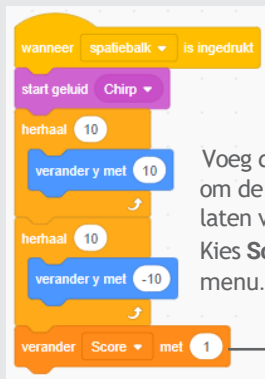 wanneer spatiebalk is ingedrukt
start geluid Chirp
herhaal 10
verander y met 10
herhaal 10
verander y met -10
verander Score met 1
Voeg
om de
laten
Kies
menu.